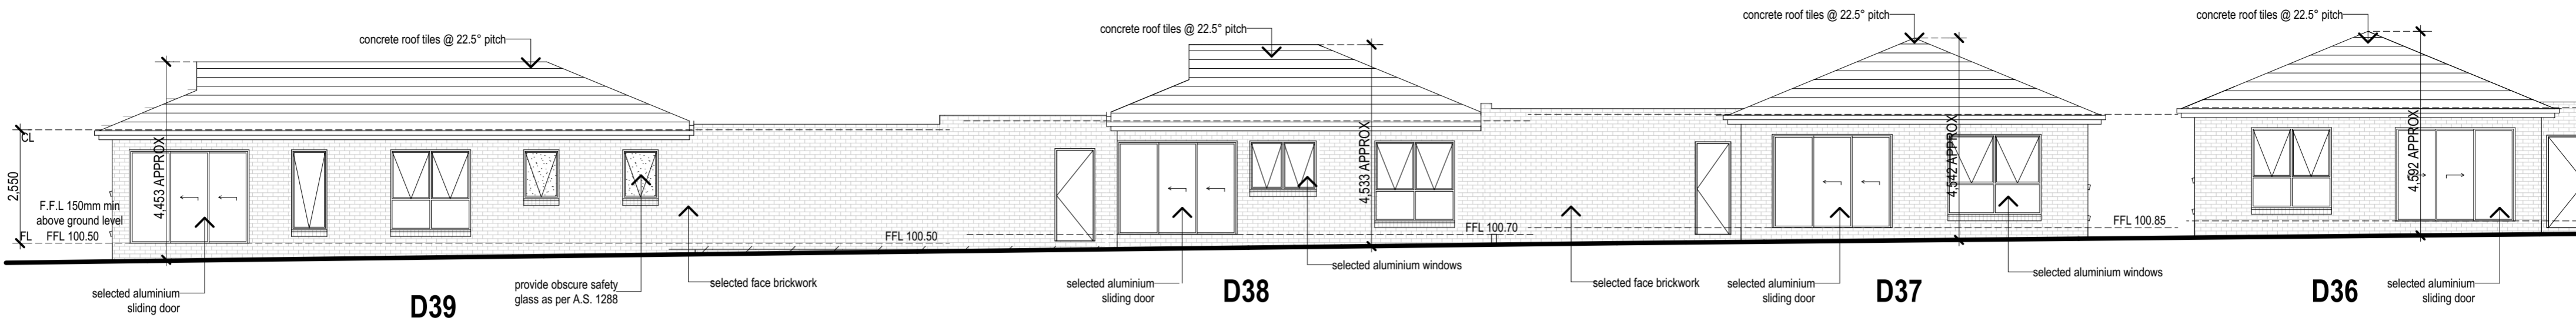 concrete roof tiles @ 22.5° pitch
concrete roof tiles @ 22.5° pitch
concrete roof tiles @ 22.5° pitch
concrete roof tiles @ 22.5° pitch
CL
2,550
F.F.L 150mm min
above ground level
FL FFL 100.50
4,453 APPROX
FFL 100.50
4,533 APPROX
FFL 100.70
4,542 APPROX
FFL 100.85
4,592 APPROX
selected aluminium
sliding door
D39
provide obscure safety
glass as per A.S. 1288
selected face brickwork
selected aluminium
sliding door
D38
selected aluminium windows
selected face brickwork
selected aluminium
sliding door
D37
selected aluminium windows
D36
selected aluminium
sliding door